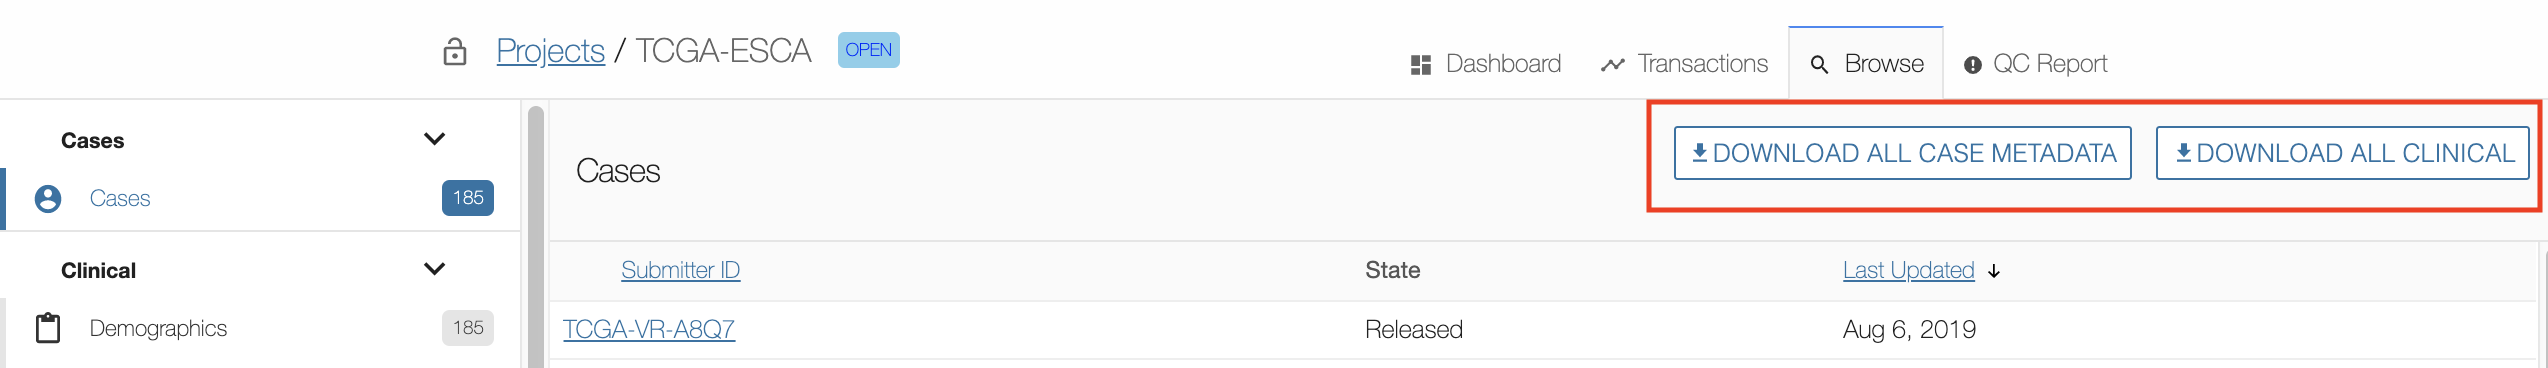 Projects / TCGA-ESCA OPEN
Dashboard Transactions Browse QC Report
Cases
Cases 185
Clinical
Demographics 185
Cases
DOWNLOAD ALL CASE METADATA DOWNLOAD ALL CLINICAL
Submitter ID State Last Updated
TCGA-VR-A8Q7 Released Aug 6, 2019